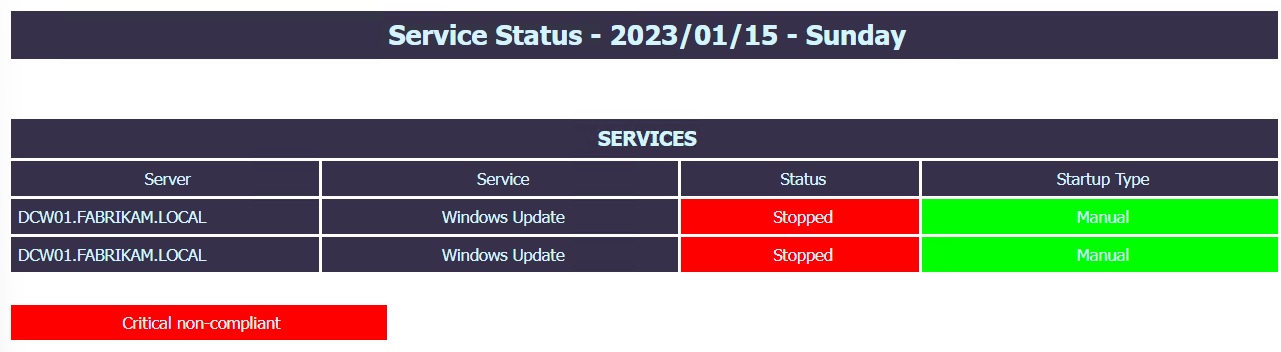 Service Status - 2023/01/15 - Sunday
SERVICES
Server Service Status Startup Type
DCW01.FABRIKAM.LOCAL Windows Update Stopped Manual
DCW01.FABRIKAM.LOCAL Windows Update Stopped Manual
Critical non-compliant